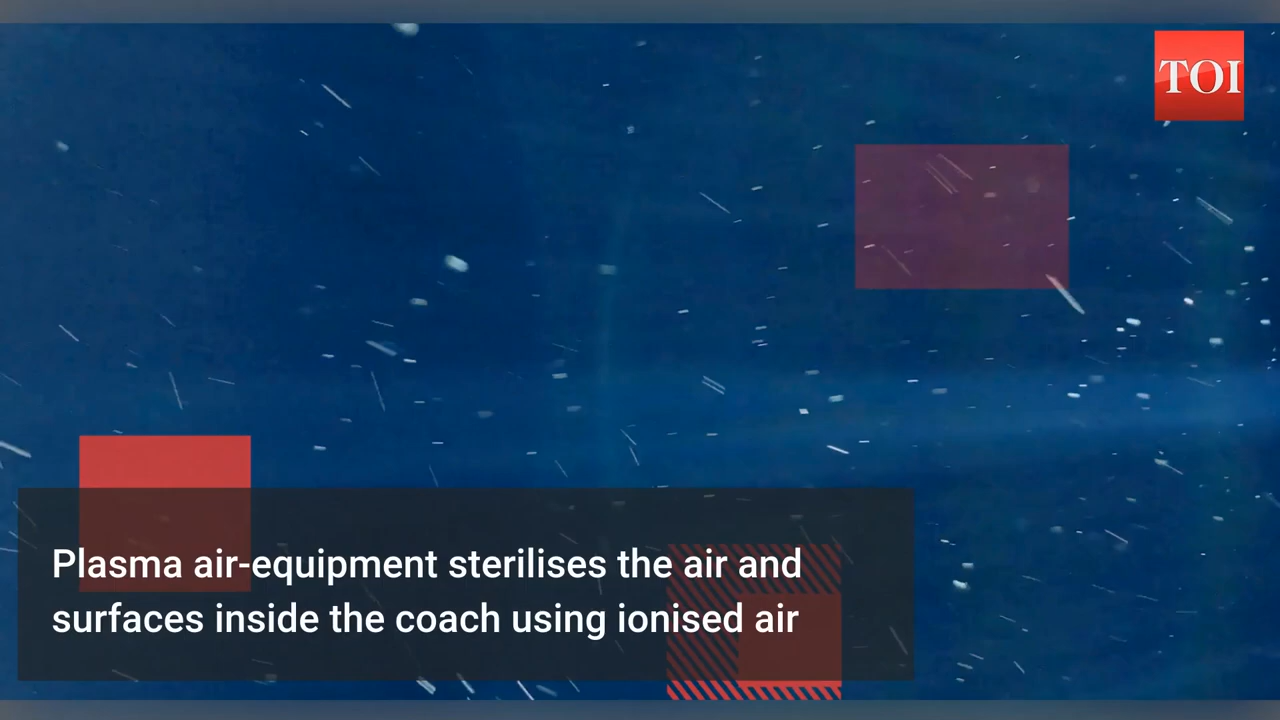 TOI
Plasma air-equipment sterilises the air and
surfaces inside the coach using ionised air